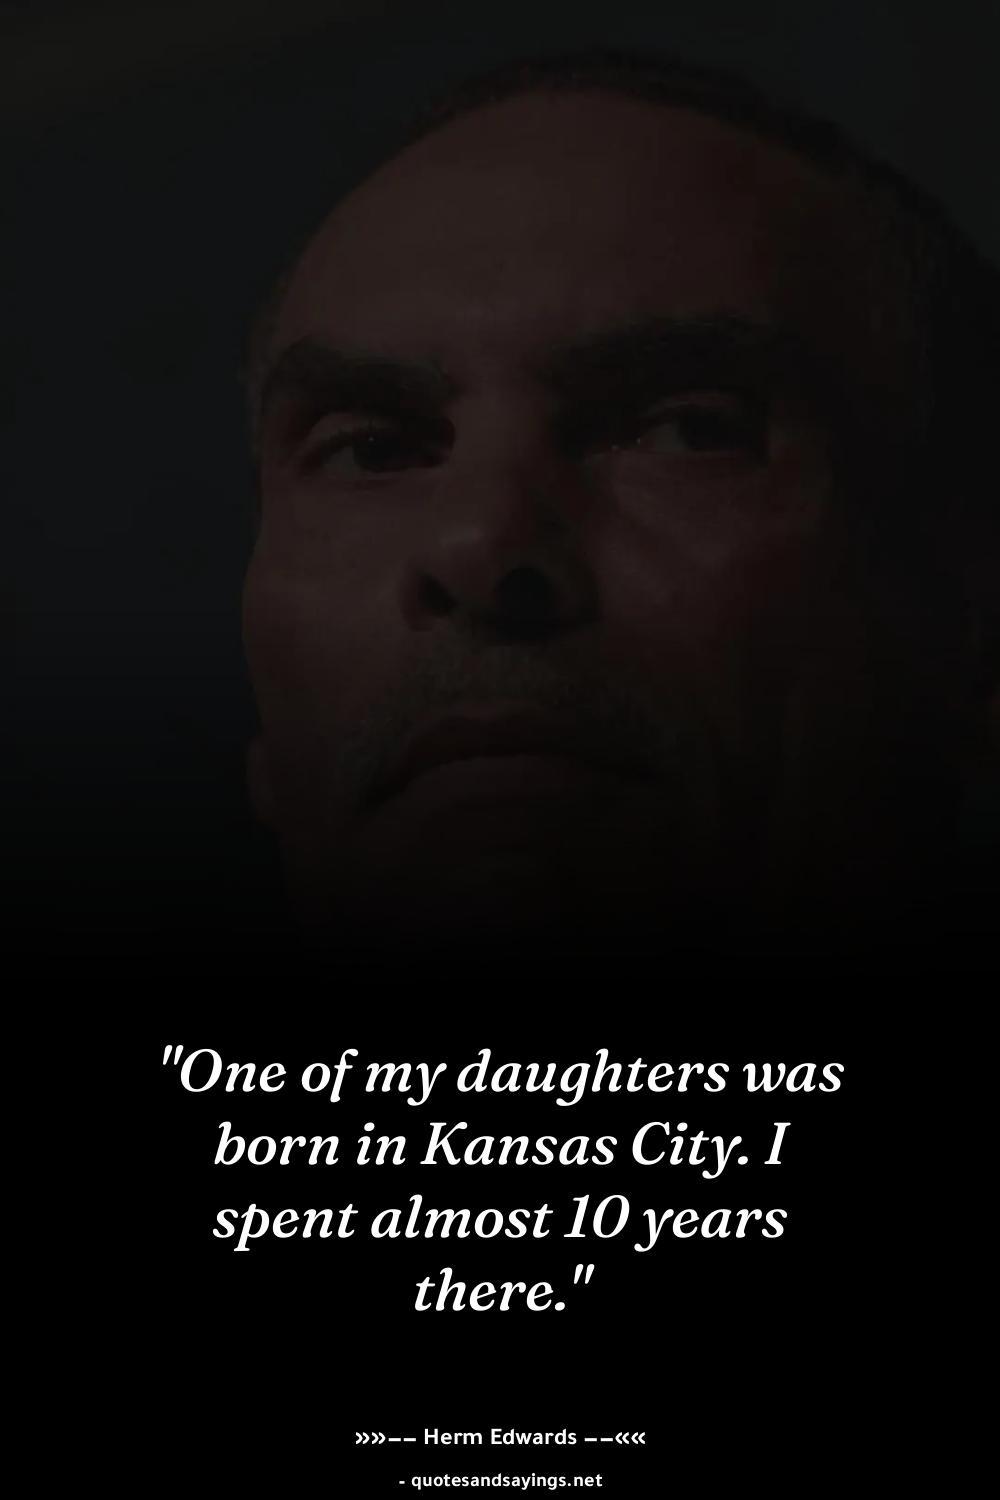 "One of my daughters was
born in Kansas City. I
spent almost 10 years
there."
»»−− Herm Edwards −−««
- quotesandsayings.net